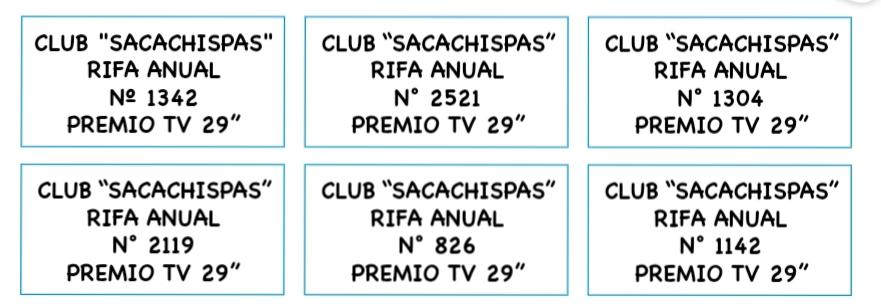 CLUB "SACACHISPAS"
RIFA ANUAL
Nº 1342
PREMIO TV 29”
CLUB “SACACHISPAS”
RIFA ANUAL
N° 2521
PREMIO TV 29”
CLUB “SACACHISPAS”
RIFA ANUAL
N° 1304
PREMIO TV 29”
CLUB “SACACHISPAS”
RIFA ANUAL
N° 2119
PREMIO TV 29”
CLUB “SACACHISPAS”
RIFA ANUAL
N° 826
PREMIO TV 29”
CLUB “SACACHISPAS”
RIFA ANUAL
N° 1142
PREMIO TV 29”